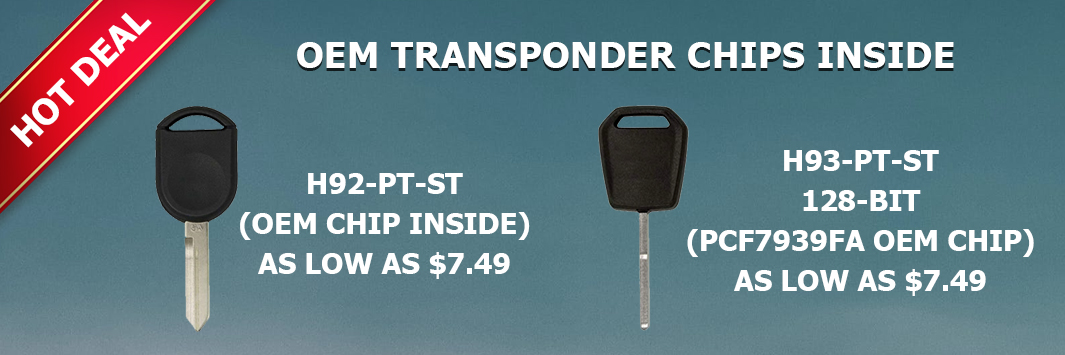 HOT DEAL
OEM TRANSPONDER CHIPS INSIDE
H92-PT-ST
(OEM CHIP INSIDE)
AS LOW AS $7.49
H93-PT-ST
128-BIT
(PCF7939FA OEM CHIP)
AS LOW AS $7.49